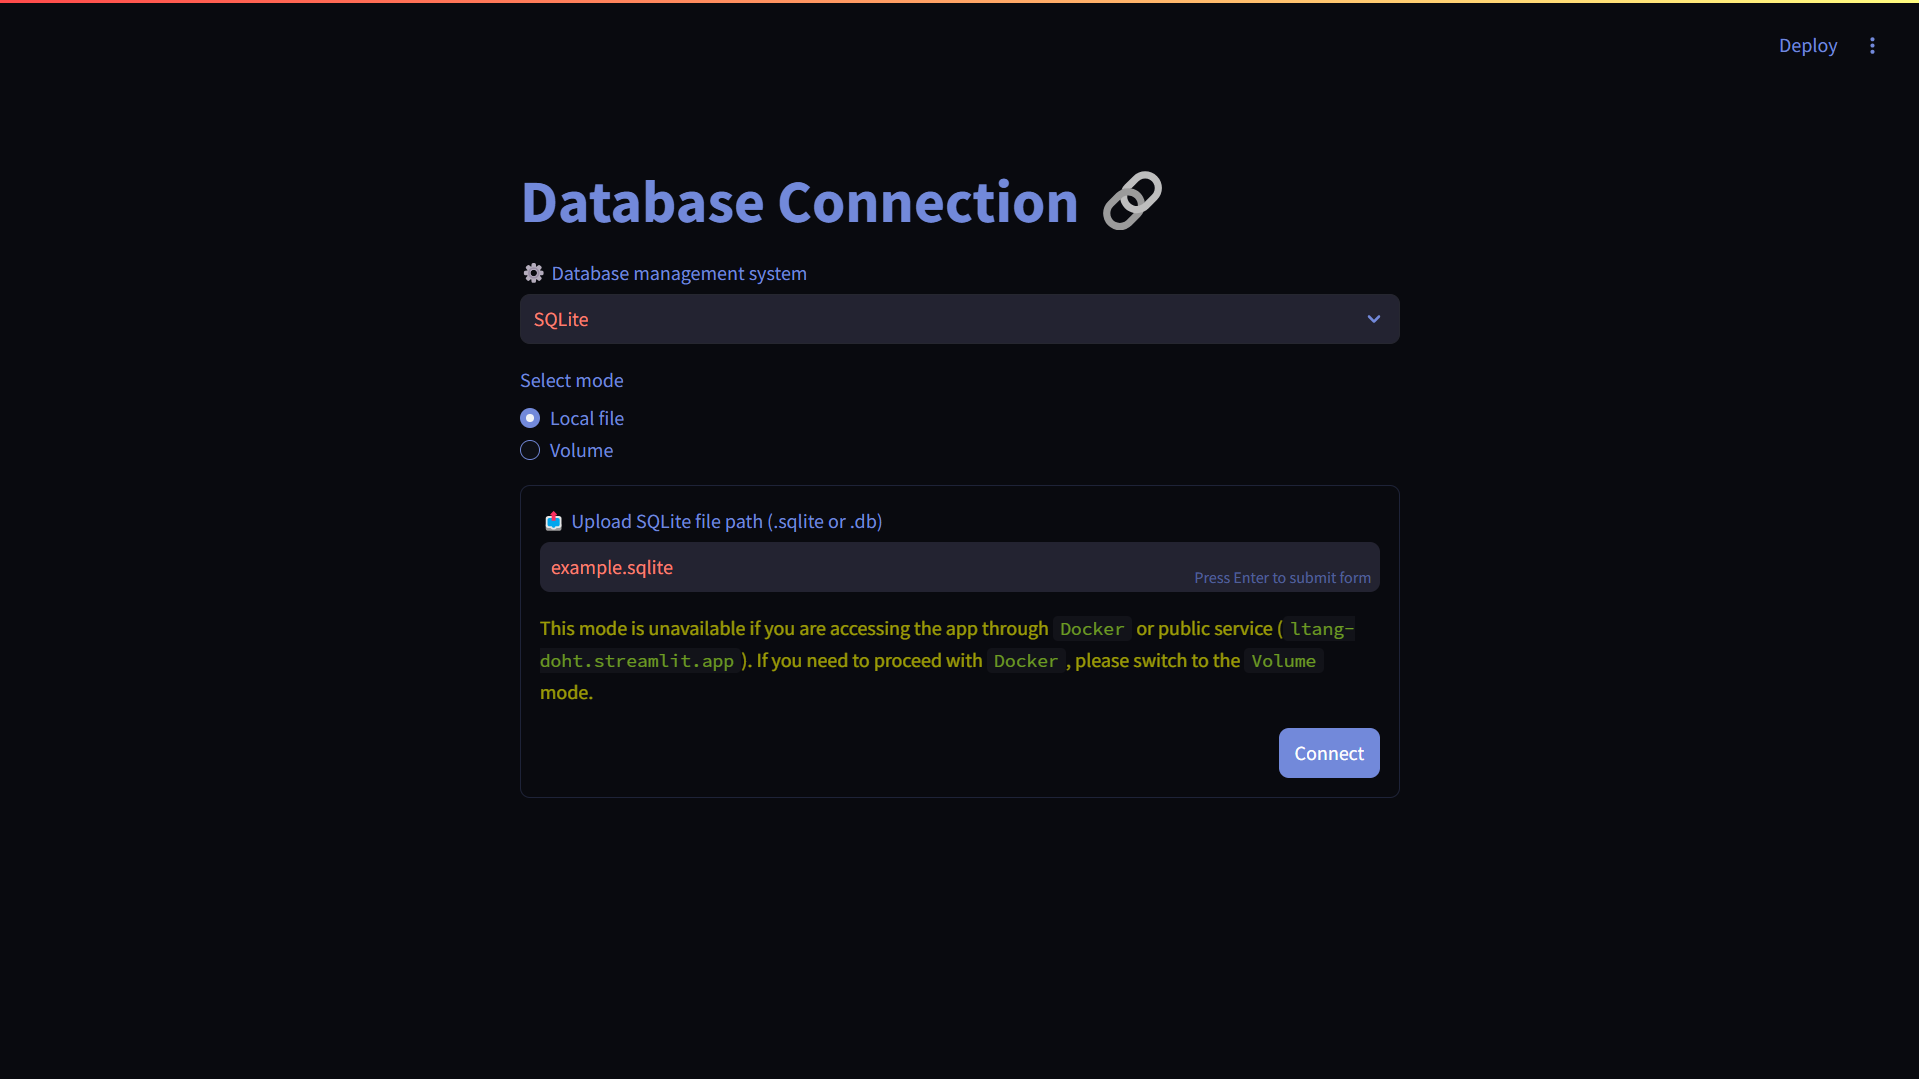 Deploy
Database Connection
Database management system
SQLite
Select mode
Local file
Volume
Upload SQLite file path (.sqlite or .db)
example.sqlite
Press Enter to submit form
This mode is unavailable if you are accessing the app through Docker or public service ( ltang-
doht.streamlit.app ). If you need to proceed with Docker , please switch to the Volume
mode.
Connect